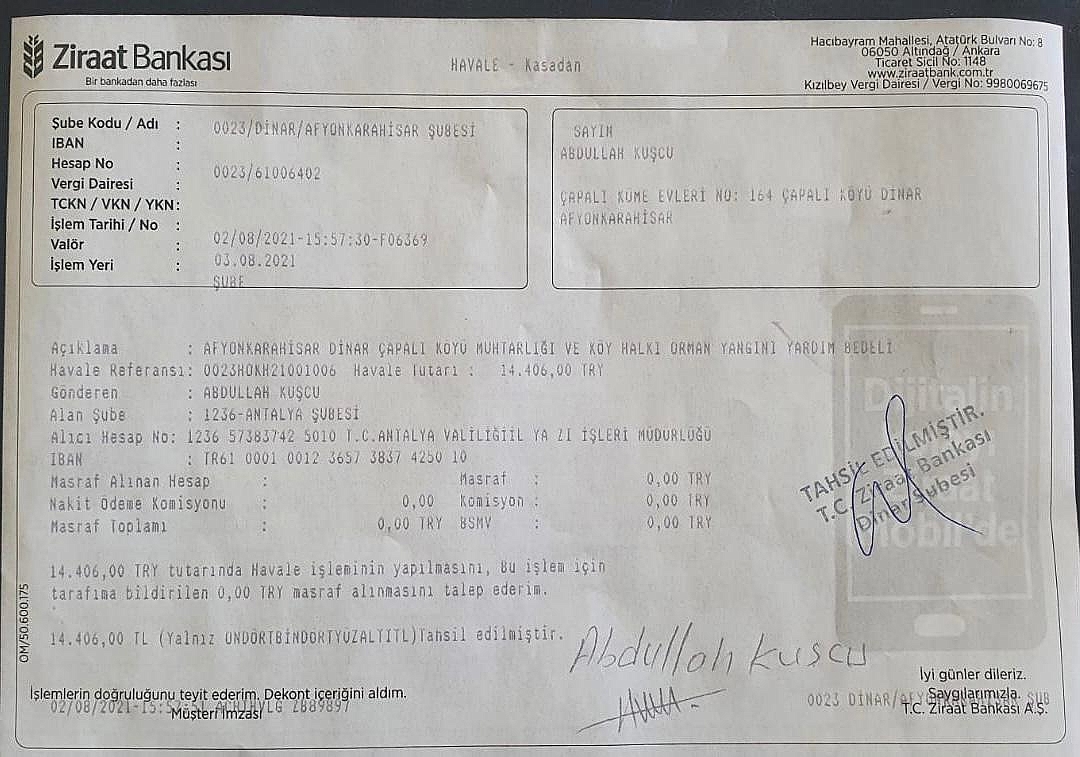 Ziraat Bankası
Bir bankadan daha fazlası
HAVALE - Kasadan
Hacıbayram Mahallesi, Atatürk Bulvarı No: 8
06050 Altındağ / Ankara
Ticaret Sicil No: 1148
www.ziraatbank.com.tr
Kızılbey Vergi Dairesi / Vergi No: 9980069675
Şube Kodu / Adı : 0023/DİNAR/AFYONKARAHİSAR ŞUBESİ
IBAN :
Hesap No : 0023/61006402
Vergi Dairesi :
TCKN / VKN / YKN:
İşlem Tarihi / No : 02/08/2021-15:57:30-F06369
Valör : 03.08.2021
İşlem Yeri : ŞUBE
SAYIN
ABDULLAH KUŞCU
ÇAPALI KÜME EVLERİ NO: 164 ÇAPALI KÖYÜ DİNAR
AFYONKARAHİSAR
Açıklama : AFYONKARAHİSAR DİNAR ÇAPALI KÖYÜ MUHTARLIĞI VE KÖY HALKI ORMAN YANGINI YARDIM BEDELİ
Havale Referansı: 0023HOKH21001006 Havale Tutarı : 14.406,00 TRY
Gönderen : ABDULLAH KUŞCU
Alan Şube : 1236-ANTALYA ŞUBESİ
Alıcı Hesap No: 1236 57383742 5010 T.C.ANTALYA VALİLİĞİİL YA ZI İŞLERİ MÜDÜRLÜĞÜ
IBAN : TR61 0001 0012 3657 3837 4250 10
Masraf Alınan Hesap : Masraf : 0,00 TRY
Nakit Ödeme Komisyonu : 0,00 Komisyon : 0,00 TRY
Masraf Toplamı : 0,00 TRY BSMV : 0,00 TRY
Dijitalin
TAHSİL EDİLMİŞTİR.
T.C. Ziraat Bankası
Dinar Şubesi
mobil'de
14.406,00 TRY tutarında Havale işleminin yapılmasını, Bu işlem için
tarafıma bildirilen 0,00 TRY masraf alınmasını talep ederim.
14.406,00 TL (Yalnız ONDÖRTBİNDÖRTYÜZALTITL)Tahsil edilmiştir.
Abdullah kuscu
OM/50.600.175
İşlemlerin doğruluğunu teyit ederim. Dekont içeriğini aldım.
Müşteri İmzası
İyi günler dileriz.
Saygılarımızla.
T.C. Ziraat Bankası A.Ş.